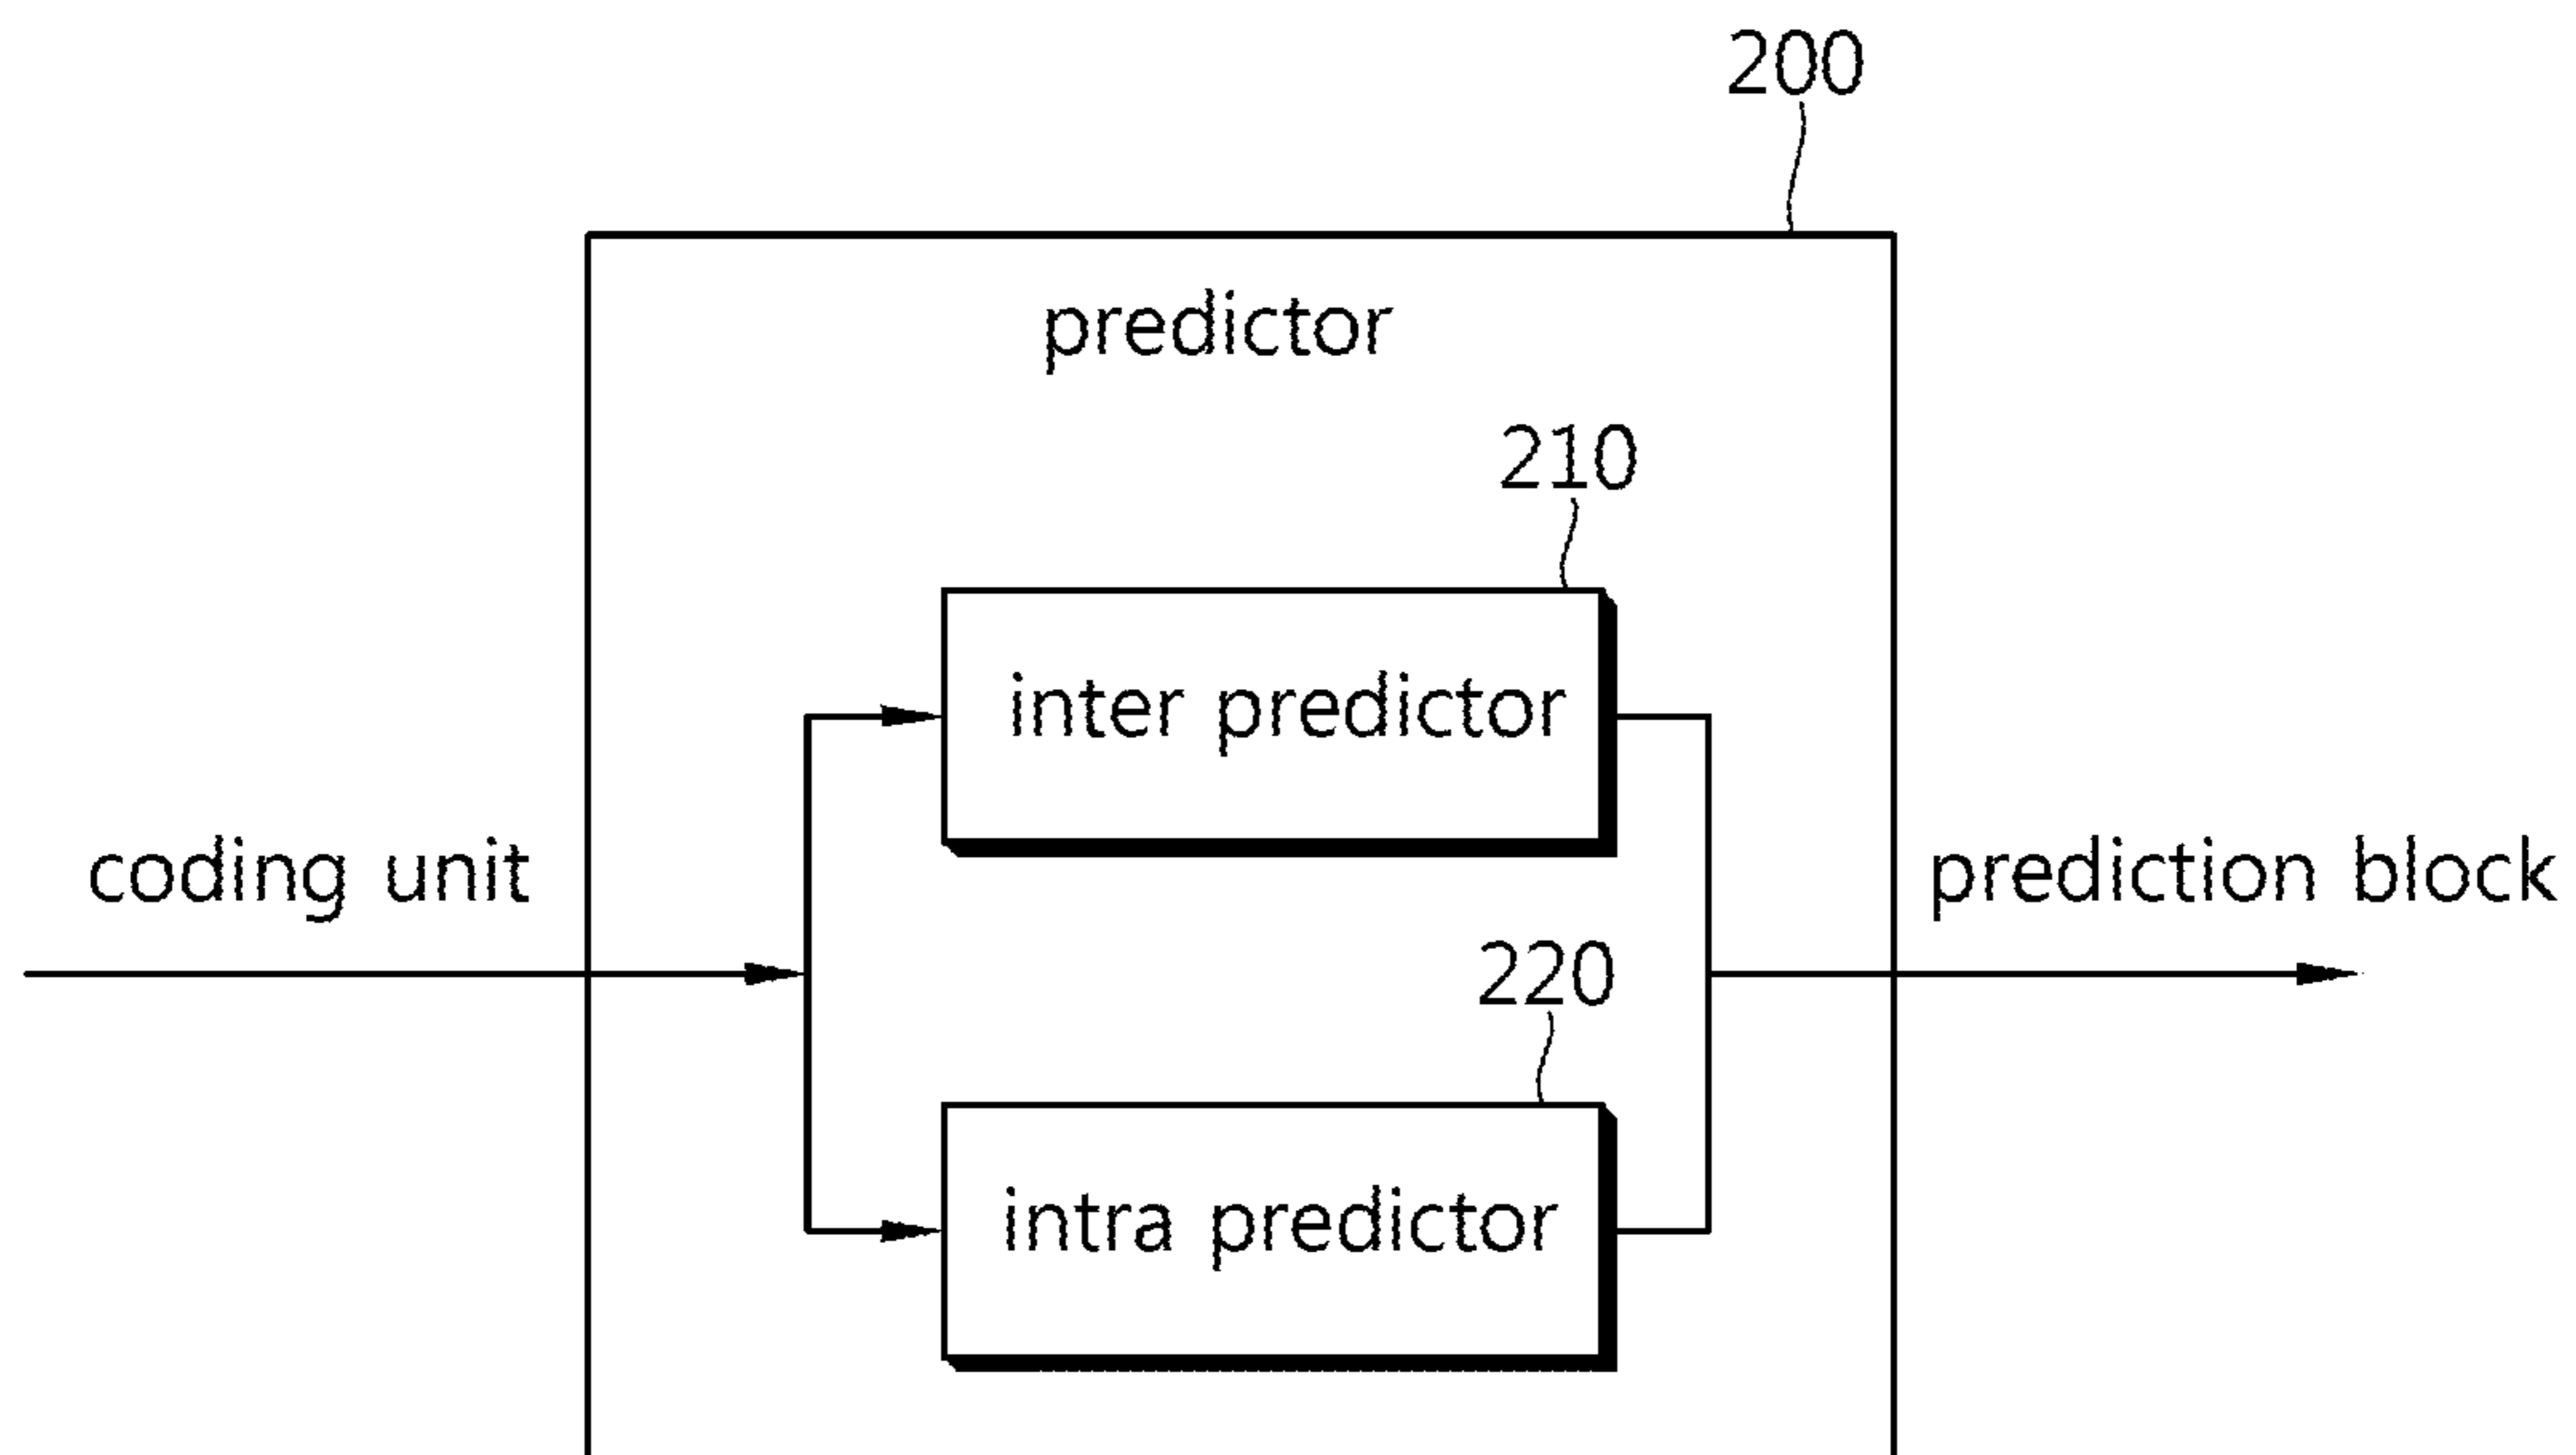 200
predictor
210
inter predictor
coding unit
prediction block
220
intra predictor